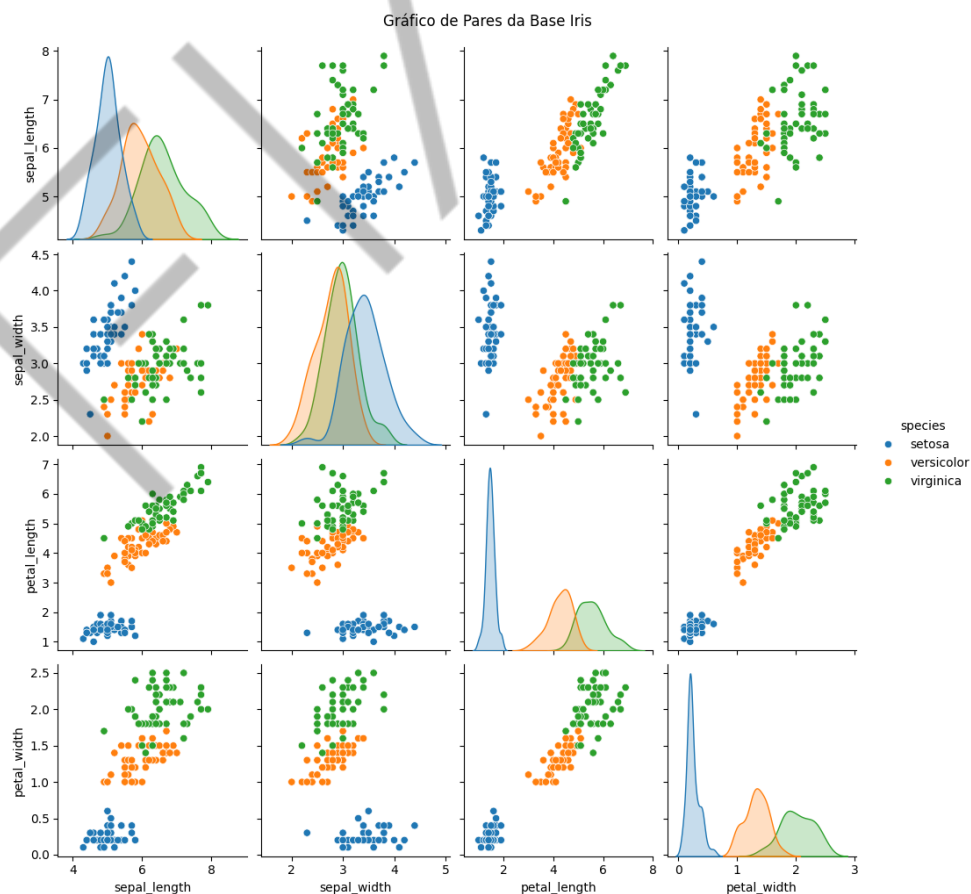 Gráfico de Pares da Base Iris
8
7
6
5
sepal_length
4.5
4.0
3.5
3.0
2.5
2.0
sepal_width
7
6
5
4
3
2
1
petal_length
2.5
2.0
1.5
1.0
0.5
0.0
petal_width
4 6 8
sepal_length
2 3 4 5
sepal_width
2 4 6 8
petal_length
0 1 2 3
petal_width
species
setosa
versicolor
virginica